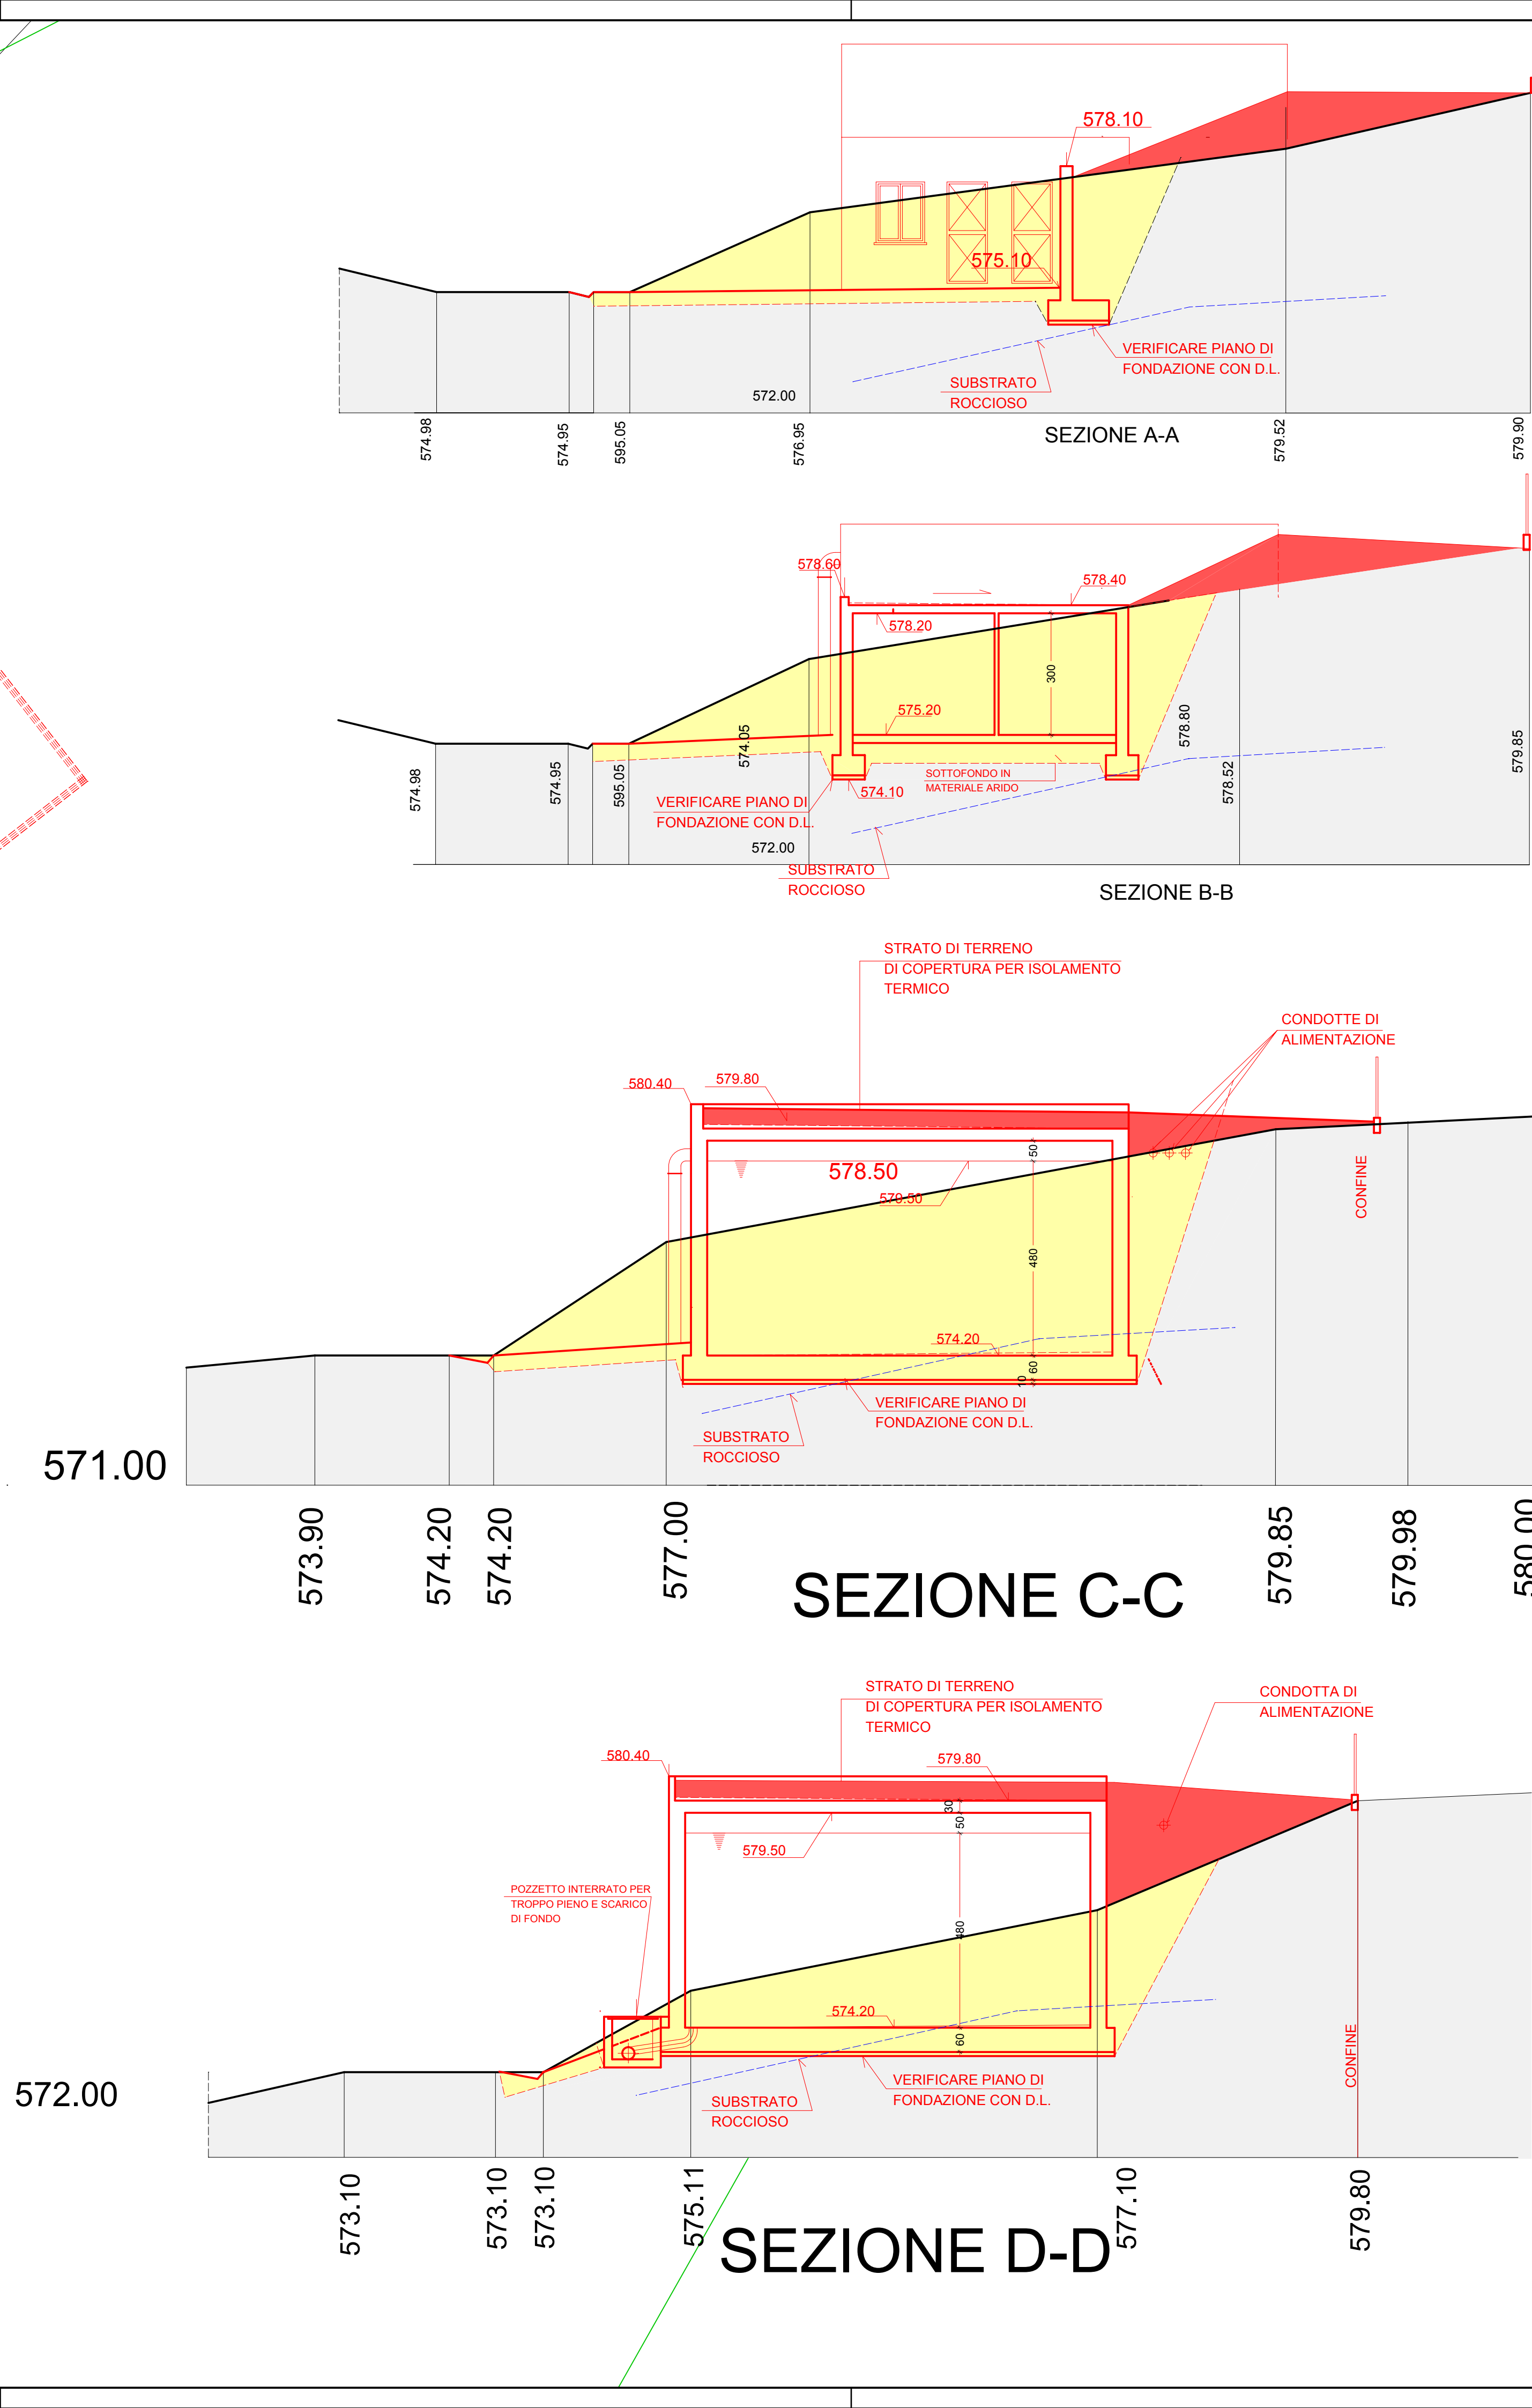 578.10
575.10
VERIFICARE PIANO DI
FONDAZIONE CON D.L.
SUBSTRATO
ROCCIOSO
572.00
574.98
574.95
595.05
576.95
579.52
579.90
SEZIONE A-A
578.60
578.40
578.20
300
575.20
574.05
578.80
574.98
574.95
595.05
578.52
579.85
SOTTOFONDO IN
MATERIALE ARIDO
574.10
VERIFICARE PIANO DI
FONDAZIONE CON D.L.
572.00
SUBSTRATO
ROCCIOSO
SEZIONE B-B
STRATO DI TERRENO
DI COPERTURA PER ISOLAMENTO
TERMICO
CONDOTTE DI
ALIMENTAZIONE
580.40
579.80
50
578.50
579.50
CONFINE
480
574.20
60
10
VERIFICARE PIANO DI
FONDAZIONE CON D.L.
SUBSTRATO
ROCCIOSO
571.00
573.90
574.20
574.20
577.00
579.85
579.98
580.00
SEZIONE C-C
STRATO DI TERRENO
DI COPERTURA PER ISOLAMENTO
TERMICO
CONDOTTA DI
ALIMENTAZIONE
580.40
579.80
30
50
579.50
POZZETTO INTERRATO PER
TROPPO PIENO E SCARICO
DI FONDO
480
574.20
60
CONFINE
VERIFICARE PIANO DI
FONDAZIONE CON D.L.
SUBSTRATO
ROCCIOSO
572.00
573.10
573.10
573.10
575.11
577.10
579.80
SEZIONE D-D